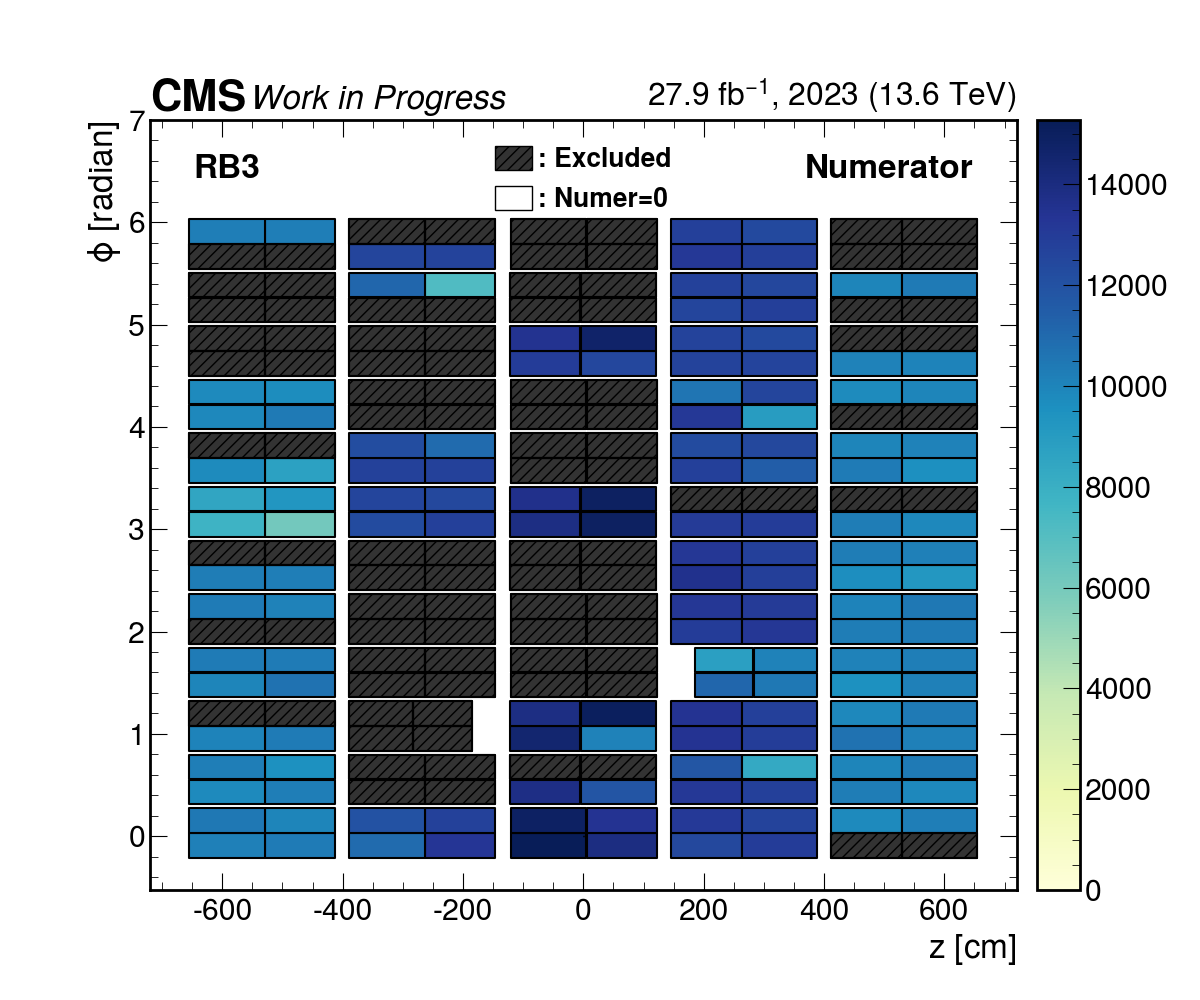 CMS Work in Progress 27.9 fb⁻¹, 2023 (13.6 TeV)
RB3 : Excluded Numerator
: Numer=0
ϕ [radian]
7
6
5
4
3
2
1
0
-600 -400 -200 0 200 400 600
z [cm]
14000
12000
10000
8000
6000
4000
2000
0